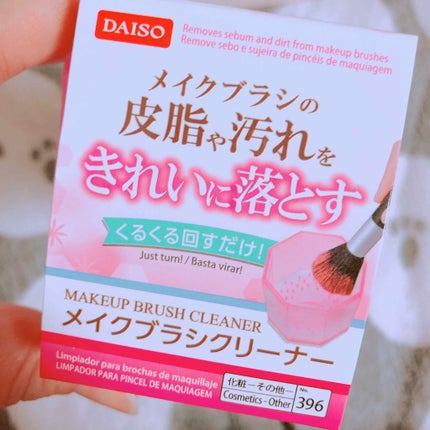 DAISO
Removes sebum and dirt from makeup brushes
Remove sebo e sujeira de pincéis de maquiagem
メイクブラシの
皮脂や汚れを
きれいに落とす
くるくる回すだけ!
Just turn! / Basta virar!
MAKEUP BRUSH CLEANER
メイクブラシクリーナー
Limpiador para brochas de maquillaje
LIMPADOR PARA PINCEL DE MAQUIAGEM
化粧-その他-
Cosmetics - Other
No.
396